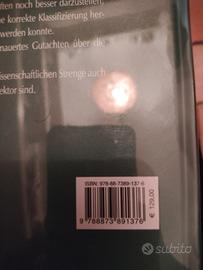 ften noch besser darzustellen,
ne korrekte Klassifizierung her-
werden konnte.
nauertes Gutachten über die
issenschaftlichen Strenge auch
ektor sind.
ISBN: 978-88-7389-137-6
9 788873 891376
€ 129,00
subito